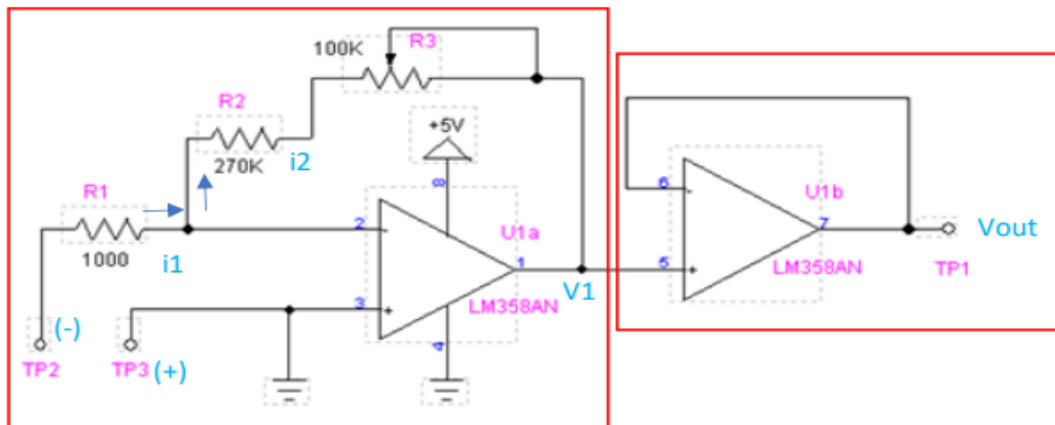 100K
R3
R2
+5V
270K
i2
8
R1
U1a
2
-
1000
i1
1
V1
LM358AN
3
+
4
(-)
TP2
TP3
(+)
6
-
U1b
7
Vout
5
+
LM358AN
TP1